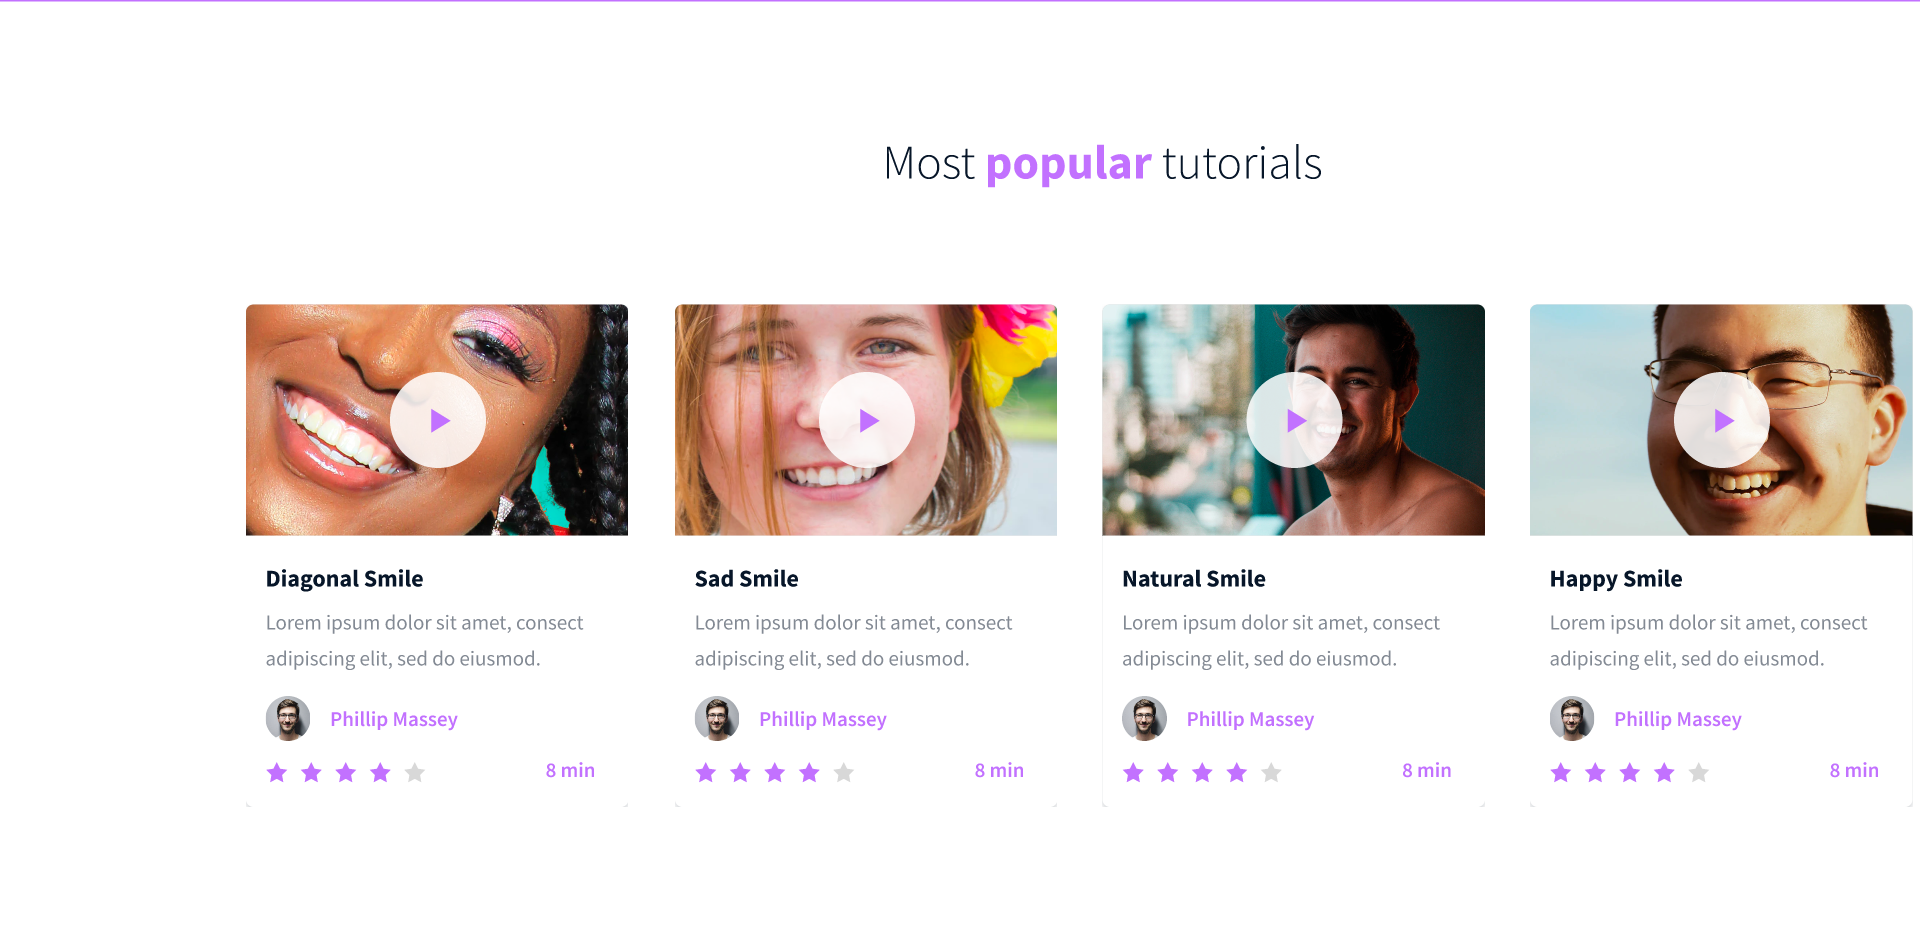 Most popular tutorials
Diagonal Smile
Lorem ipsum dolor sit amet, consect
adipiscing elit, sed do eiusmod.
Phillip Massey
8 min
Sad Smile
Lorem ipsum dolor sit amet, consect
adipiscing elit, sed do eiusmod.
Phillip Massey
8 min
Natural Smile
Lorem ipsum dolor sit amet, consect
adipiscing elit, sed do eiusmod.
Phillip Massey
8 min
Happy Smile
Lorem ipsum dolor sit amet, consect
adipiscing elit, sed do eiusmod.
Phillip Massey
8 min